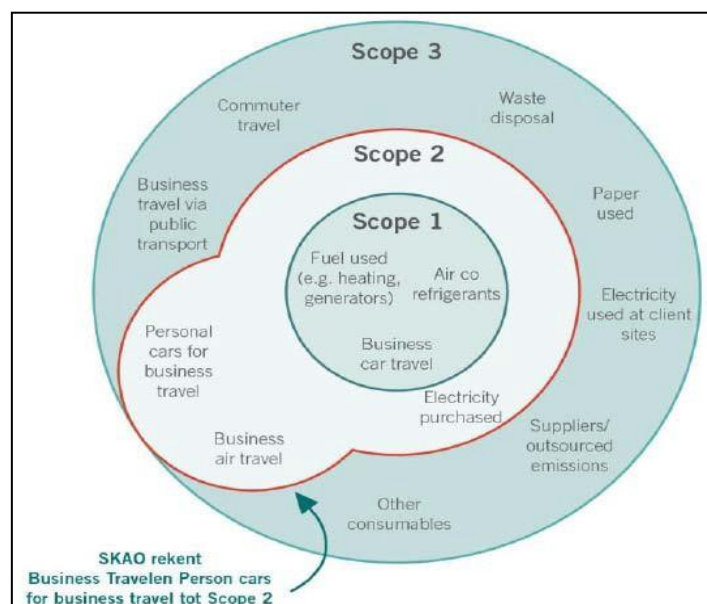 Scope 3
Commuter
travel
Waste
disposal
Scope 2
Business
travel via
public
transport
Paper
used
Scope 1
Fuel used
(e.g. heating,
generators)
Air co
refrigerants
Electricity
used at client
sites
Personal
cars for
business
travel
Business
car travel
Electricity
purchased
Business
air travel
Suppliers/
outsourced
emissions
Other
consumables
SKAO rekent
Business Travelen Person cars
for business travel tot Scope 2